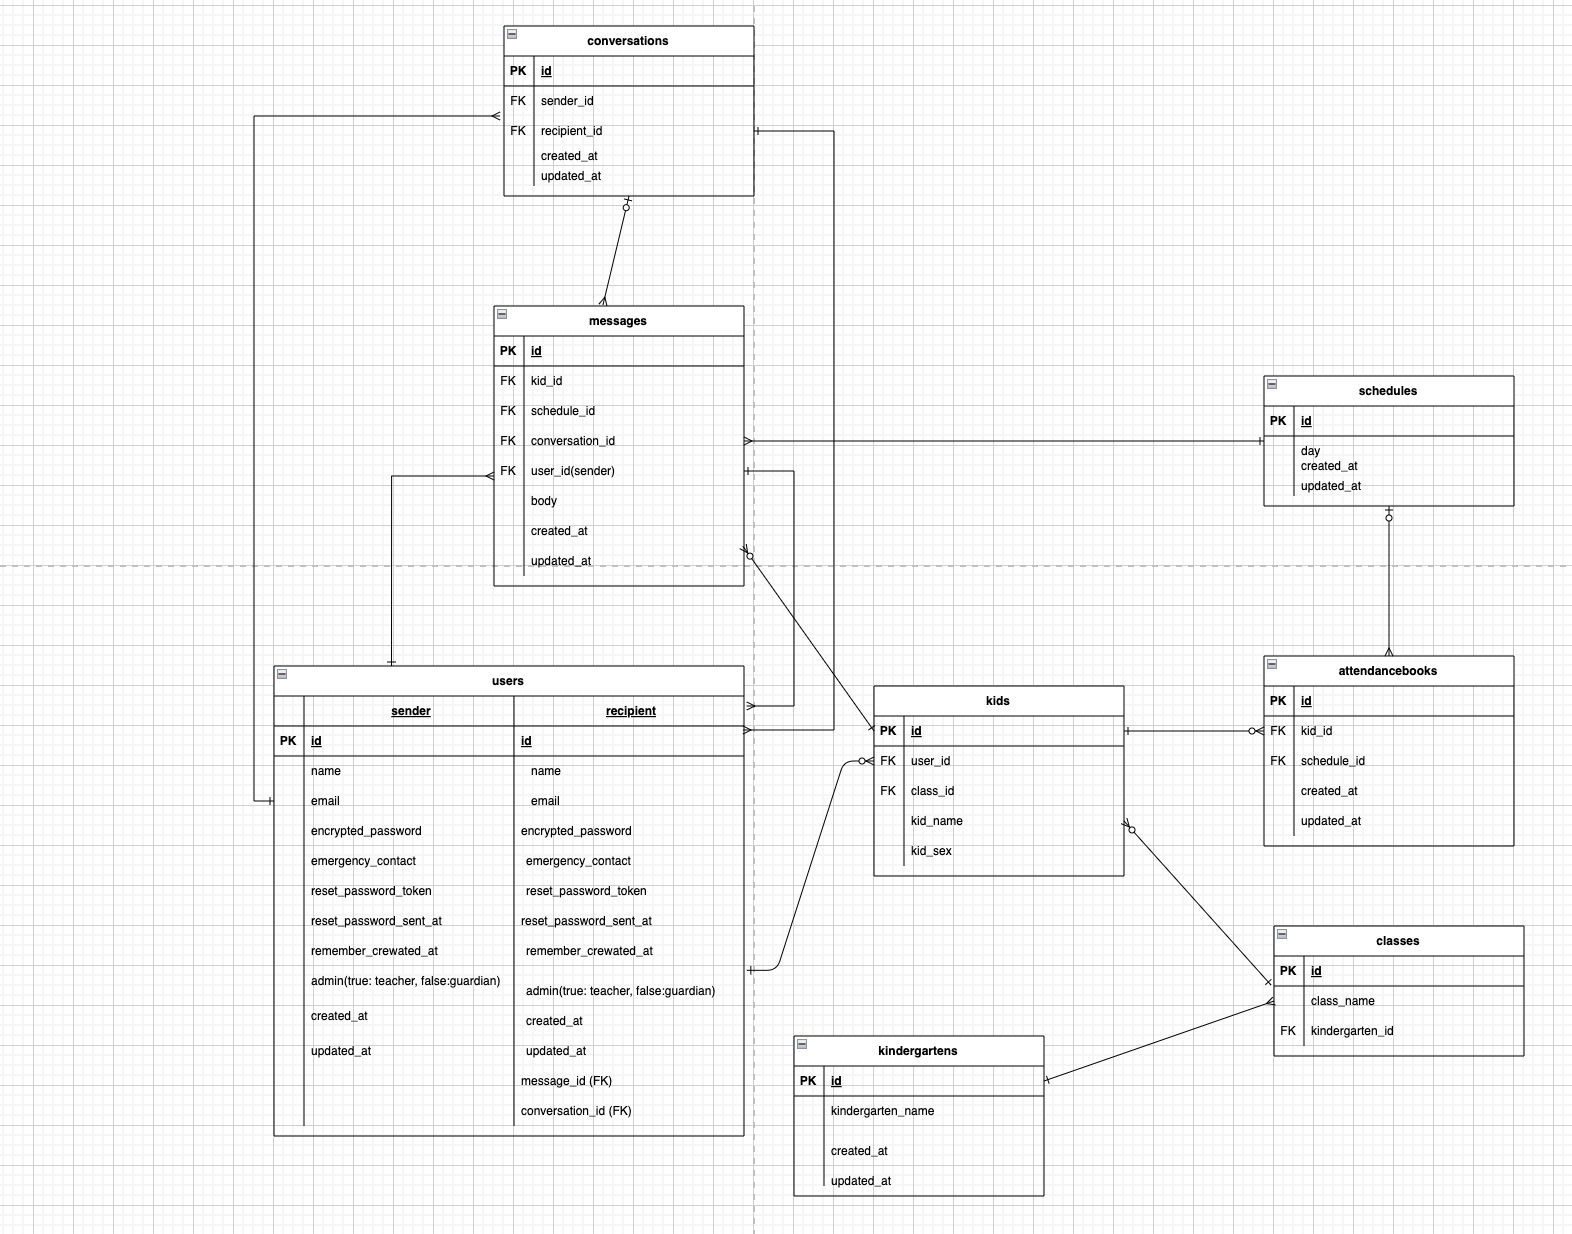 conversations
PK id
FK sender_id
FK recipient_id
created_at
updated_at
messages
PK id
FK kid_id
FK schedule_id
FK conversation_id
FK user_id(sender)
body
created_at
updated_at
schedules
PK id
day
created_at
updated_at
users
sender recipient
PK id id
name name
email email
encrypted_password encrypted_password
emergency_contact emergency_contact
reset_password_token reset_password_token
reset_password_sent_at reset_password_sent_at
remember_crewated_at remember_crewated_at
admin(true: teacher, false:guardian) admin(true: teacher, false:guardian)
created_at created_at
updated_at updated_at
message_id (FK)
conversation_id (FK)
kids
PK id
FK user_id
FK class_id
kid_name
kid_sex
attendancebooks
PK id
FK kid_id
FK schedule_id
created_at
updated_at
classes
PK id
class_name
FK kindergarten_id
kindergartens
PK id
kindergarten_name
created_at
updated_at